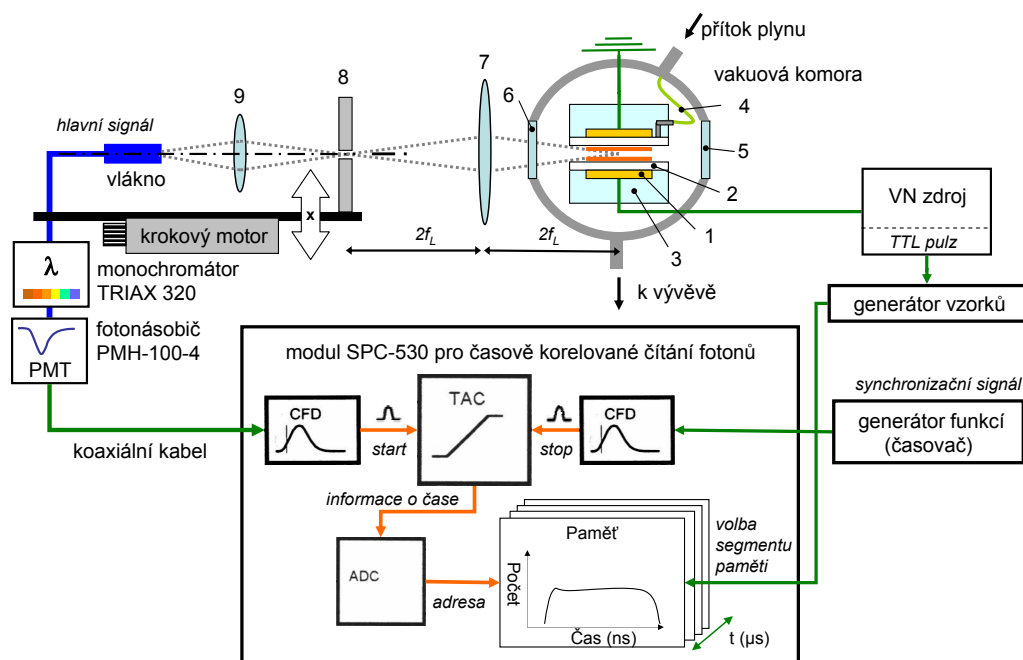 přítok plynu
vakuová komora
8
7
6
9
4
5
2
1
3
hlavní signál
vlákno
x
krokový motor
2fL
2fL
k vývěvě
VN zdroj
TTL pulz
generátor vzorků
λ
monochromátor
TRIAX 320
PMT
fotonásobič
PMH-100-4
koaxiální kabel
modul SPC-530 pro časově korelované čítání fotonů
CFD
start
TAC
stop
CFD
synchronizační signál
generátor funkcí
(časovač)
informace o čase
ADC
adresa
Paměť
Počet
Čas (ns)
volba
segmentu
paměti
t (μs)